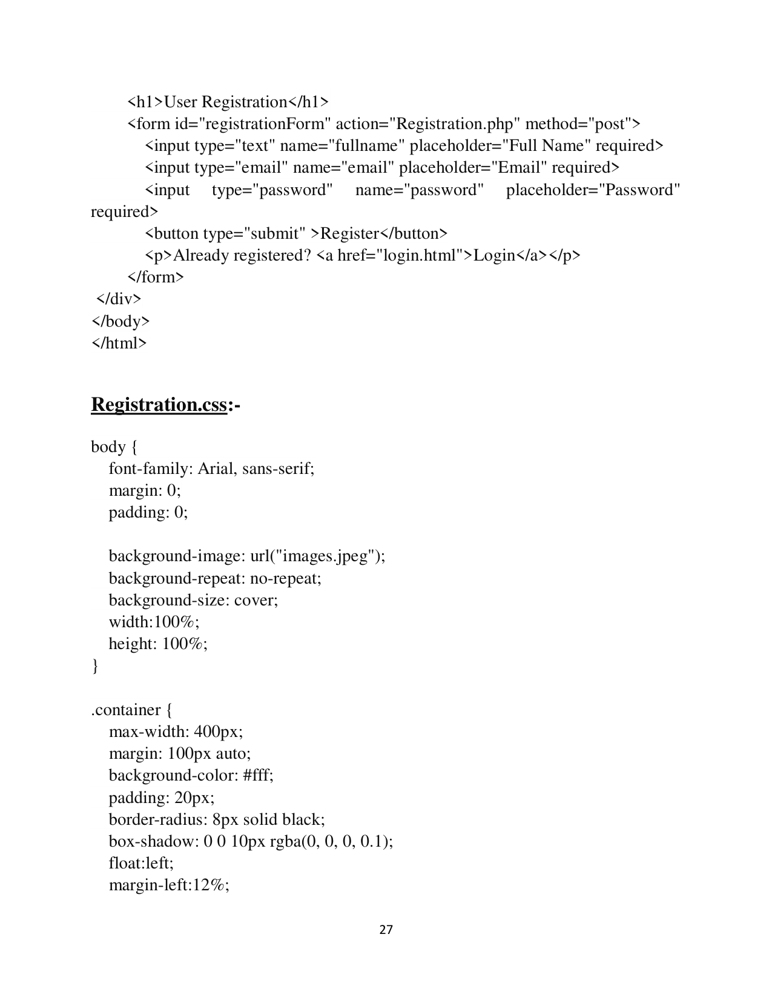 <h1>User Registration</h1>
<form id="registrationForm" action="Registration.php" method="post">
<input type="text" name="fullname" placeholder="Full Name" required>
<input type="email" name="email" placeholder="Email" required>
<input type="password" name="password" placeholder="Password"
required>
<button type="submit" >Register</button>
<p>Already registered? <a href="login.html">Login</a></p>
</form>
</div>
</body>
</html>
Registration.css:-
body {
font-family: Arial, sans-serif;
margin: 0;
padding: 0;
background-image: url("images.jpeg");
background-repeat: no-repeat;
background-size: cover;
width:100%;
height: 100%;
}
.container {
max-width: 400px;
margin: 100px auto;
background-color: #fff;
padding: 20px;
border-radius: 8px solid black;
box-shadow: 0 0 10px rgba(0, 0, 0, 0.1);
float:left;
margin-left:12%;
27